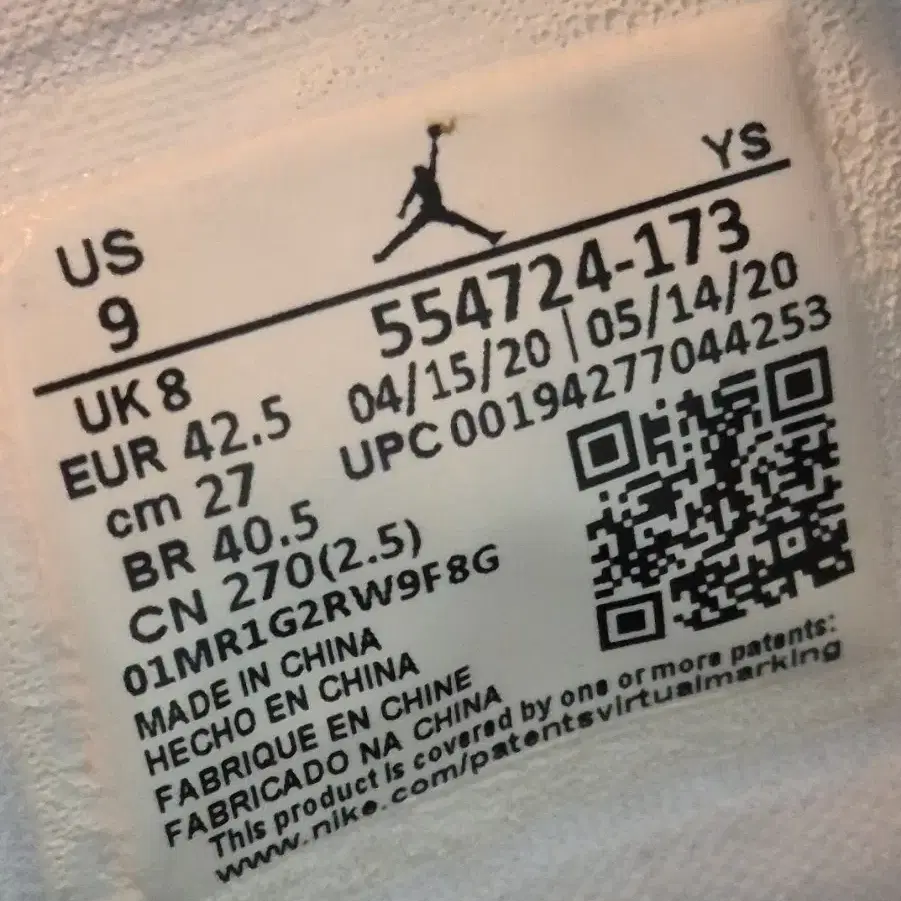 YS
US
9
554724-173
UK 8
04/15/20 | 05/14/20
EUR 42.5
UPC 00194277044253
cm 27
BR 40.5
CN 270(2.5)
01MR1G2RW9F8G
MADE IN CHINA
HECHO EN CHINA
FABRIQUE EN CHINE
FABRICADO NA CHINA
This product is covered by one or more patents:
www.nike.com/patentsvirtualmarking